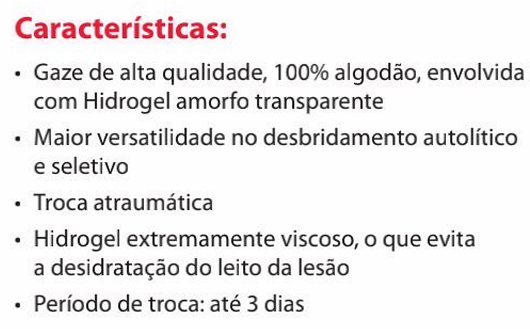 Características:
• Gaze de alta qualidade, 100% algodão, envolvida
com Hidrogel amorfo transparente
• Maior versatilidade no desbridamento autolítico
e seletivo
• Troca atraumática
• Hidrogel extremamente viscoso, o que evita
a desidratação do leito da lesão
• Período de troca: até 3 dias